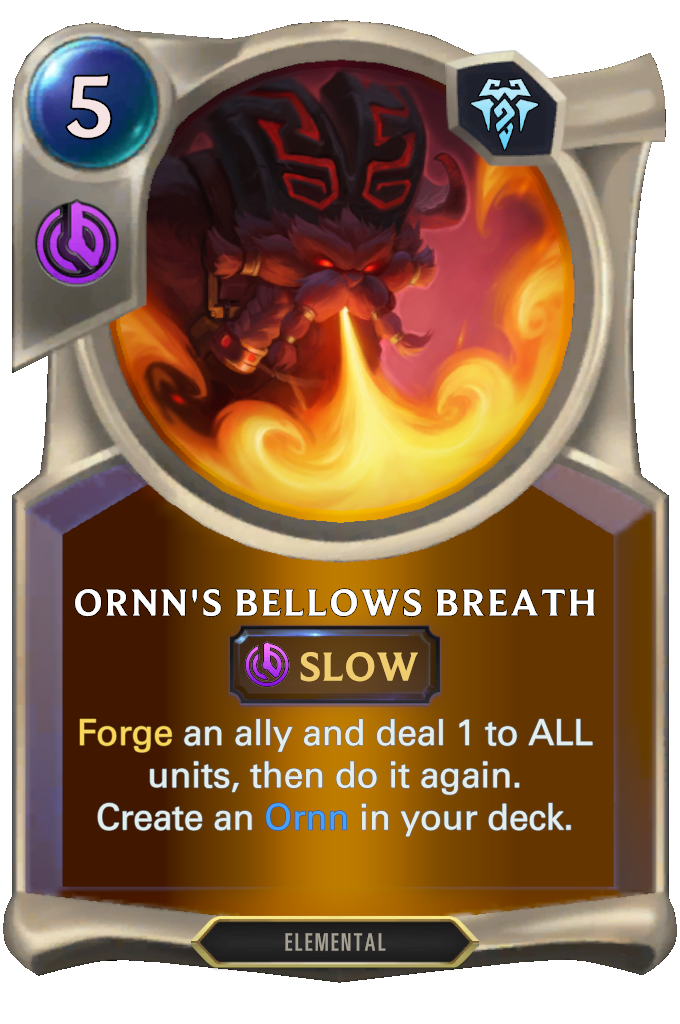 5
ORNN'S BELLOWS BREATH
SLOW
Forge an ally and deal 1 to ALL
units, then do it again.
Create an Ornn in your deck.
ELEMENTAL